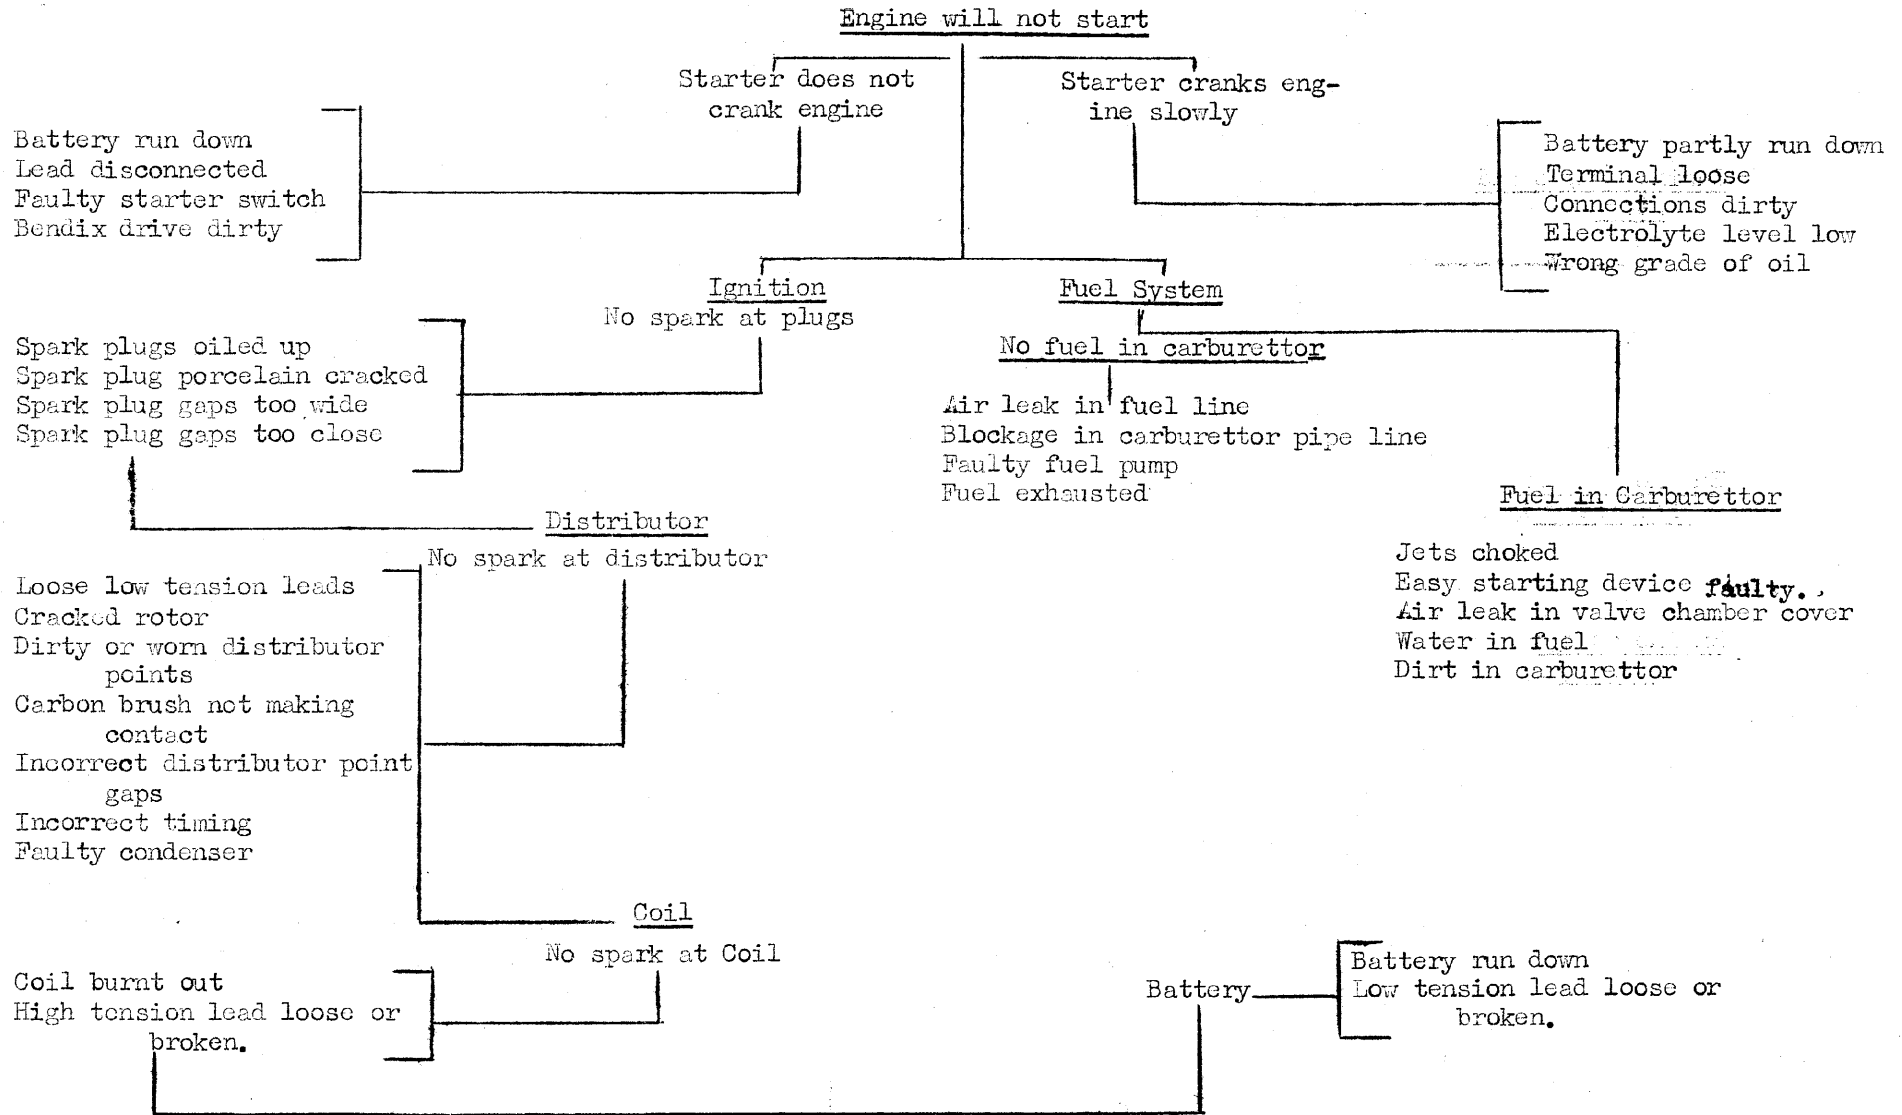 Engine will not start
Starter does not
crank engine
Starter cranks eng-
ine slowly
Battery run down
Lead disconnected
Faulty starter switch
Bendix drive dirty
Battery partly run down
Terminal loose
Connections dirty
Electrolyte level low
Wrong grade of oil
Ignition
No spark at plugs
Fuel System
Spark plugs oiled up
Spark plug porcelain cracked
Spark plug gaps too wide
Spark plug gaps too close
No fuel in carburettor
Air leak in fuel line
Blockage in carburettor pipe line
Faulty fuel pump
Fuel exhausted
Fuel in Carburettor
Jets choked
Easy starting device faulty.
Air leak in valve chamber cover
Water in fuel
Dirt in carburettor
Distributor
No spark at distributor
Loose low tension leads
Cracked rotor
Dirty or worn distributor
points
Carbon brush not making
contact
Incorrect distributor point
gaps
Incorrect timing
Faulty condenser
Coil
No spark at Coil
Coil burnt out
High tension lead loose or
broken.
Battery
Battery run down
Low tension lead loose or
broken.